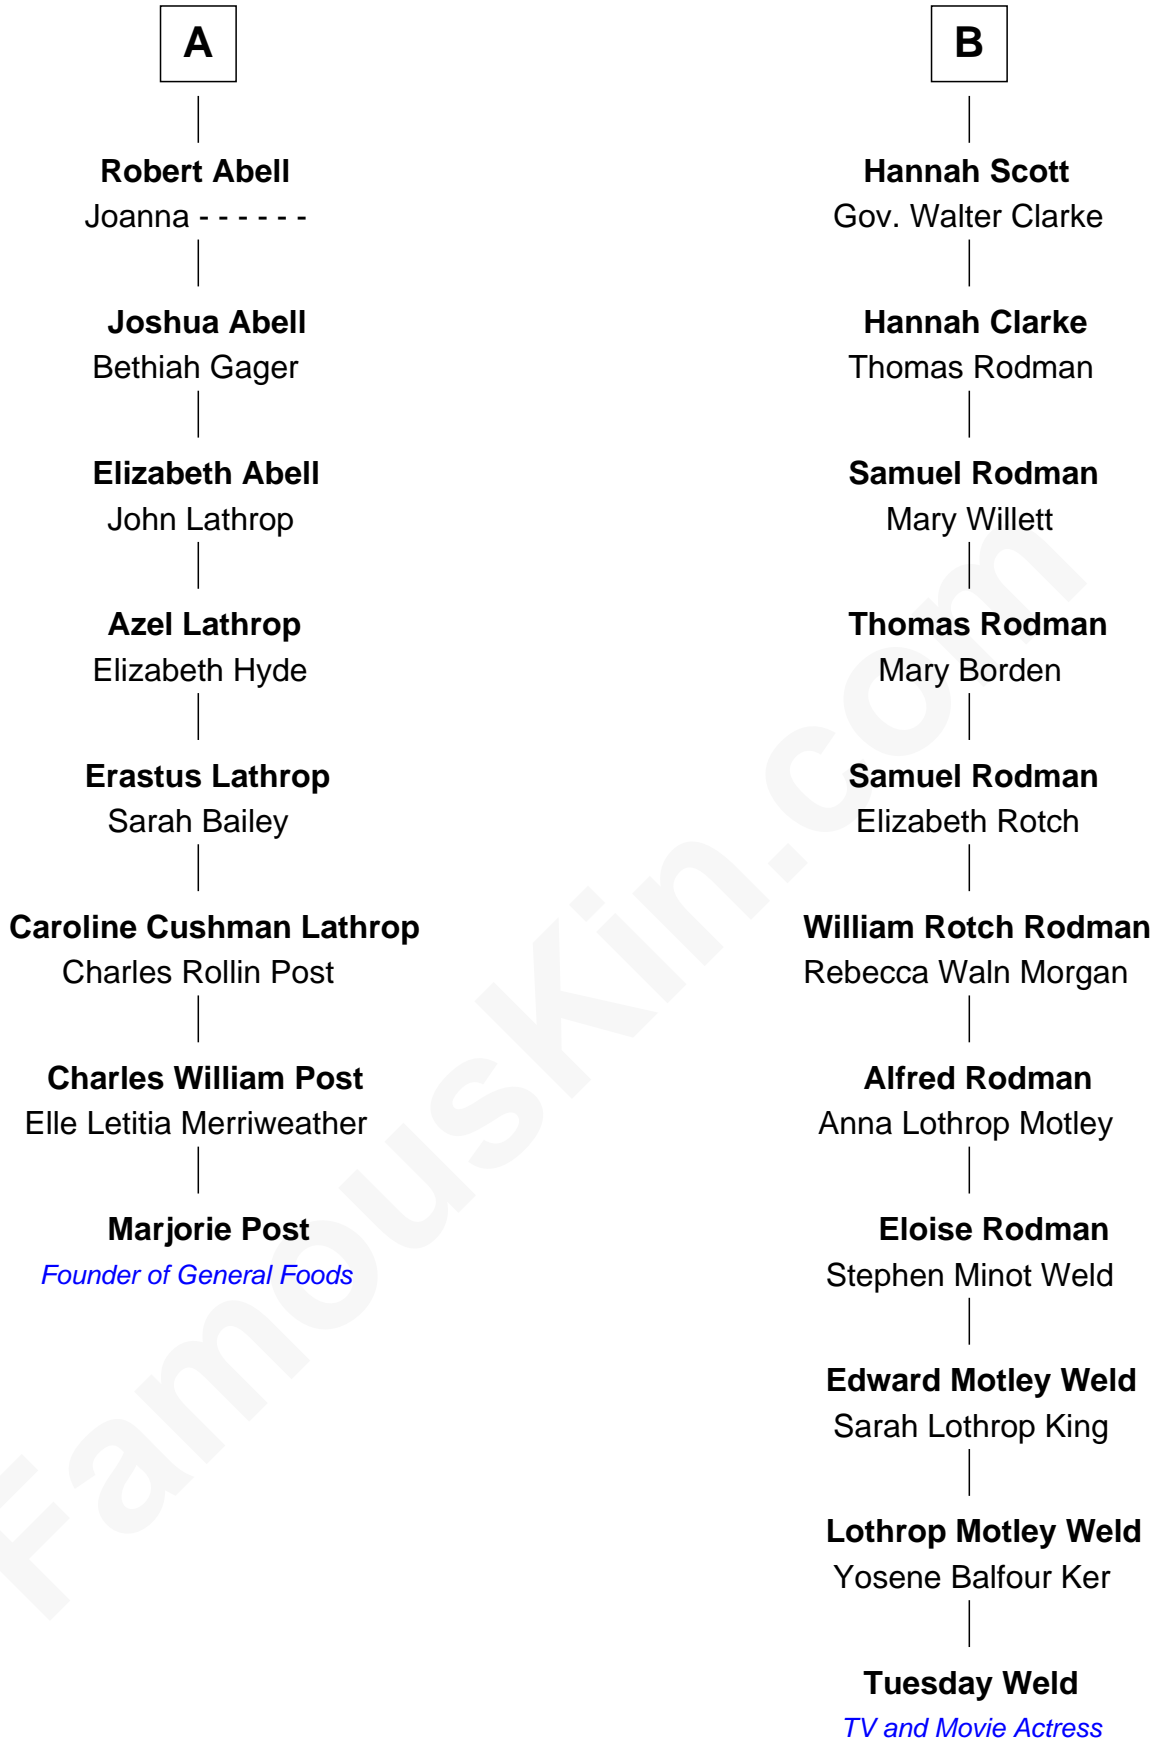 A
Robert Abell
Joanna - - - - - -
Joshua Abell
Bethiah Gager
Elizabeth Abell
John Lathrop
Azel Lathrop
Elizabeth Hyde
Erastus Lathrop
Sarah Bailey
Caroline Cushman Lathrop
Charles Rollin Post
Charles William Post
Elle Letitia Merriweather
Marjorie Post
Founder of General Foods
B
Hannah Scott
Gov. Walter Clarke
Hannah Clarke
Thomas Rodman
Samuel Rodman
Mary Willett
Thomas Rodman
Mary Borden
Samuel Rodman
Elizabeth Rotch
William Rotch Rodman
Rebecca Waln Morgan
Alfred Rodman
Anna Lothrop Motley
Eloise Rodman
Stephen Minot Weld
Edward Motley Weld
Sarah Lothrop King
Lothrop Motley Weld
Yosene Balfour Ker
Tuesday Weld
TV and Movie Actress
FamousKin.com